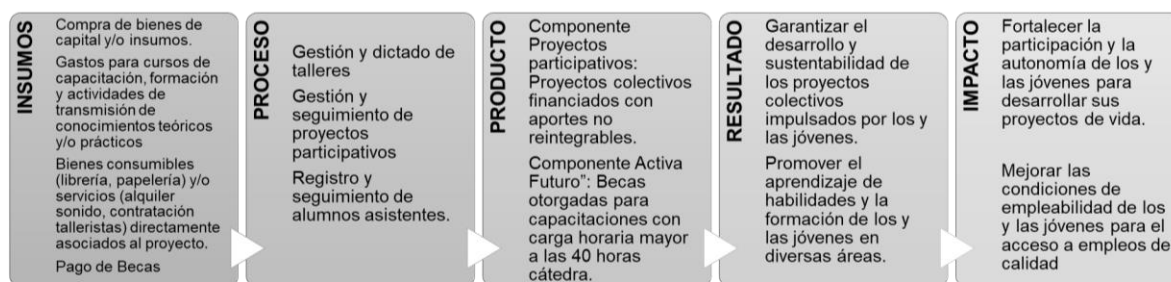 INSUMOS
Compra de bienes de
capital y/o insumos.
Gastos para cursos de
capacitación, formación
y actividades de
transmisión de
conocimientos teóricos
y/o prácticos
Bienes consumibles
(librería, papelería) y/o
servicios (alquiler
sonido, contratación
talleristas) directamente
asociados al proyecto.
Pago de Becas
PROCESO
Gestión y dictado de
talleres
Gestión y
seguimiento de
proyectos
participativos
Registro y
seguimiento de
alumnos asistentes.
PRODUCTO
Componente
Proyectos
participativos:
Proyectos colectivos
financiados con
aportes no
reintegrables.
Componente Activa
Futuro”: Becas
otorgadas para
capacitaciones con
carga horaria mayor
a las 40 horas
cátedra.
RESULTADO
Garantizar el
desarrollo y
sustentabilidad de
los proyectos
colectivos
impulsados por los y
las jóvenes.
Promover el
aprendizaje de
habilidades y la
formación de los y
las jóvenes en
diversas áreas.
IMPACTO
Fortalecer la
participación y la
autonomía de los y
las jóvenes para
desarrollar sus
proyectos de vida.
Mejorar las
condiciones de
empleabilidad de los
y las jóvenes para el
acceso a empleos de
calidad